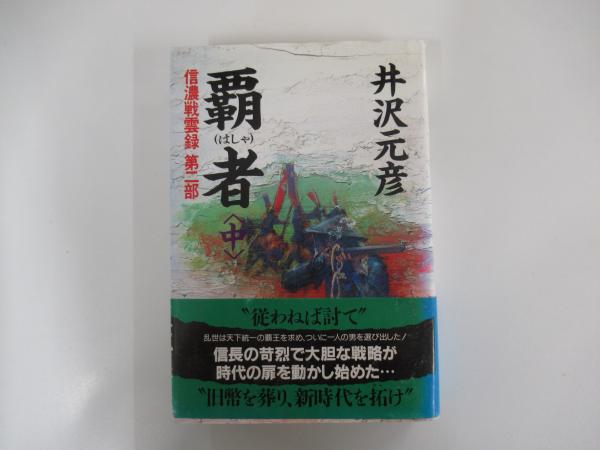 井沢元彦
覇者
(はしゃ)
〈中〉
信濃戦雲録 第二部
"従わねば討て"
乱世は天下統一の覇王を求め、ついに一人の男を選び出した!
信長の苛烈で大胆な戦略が
時代の扉を動かし始めた…
"旧幣を葬り、新時代を拓け"